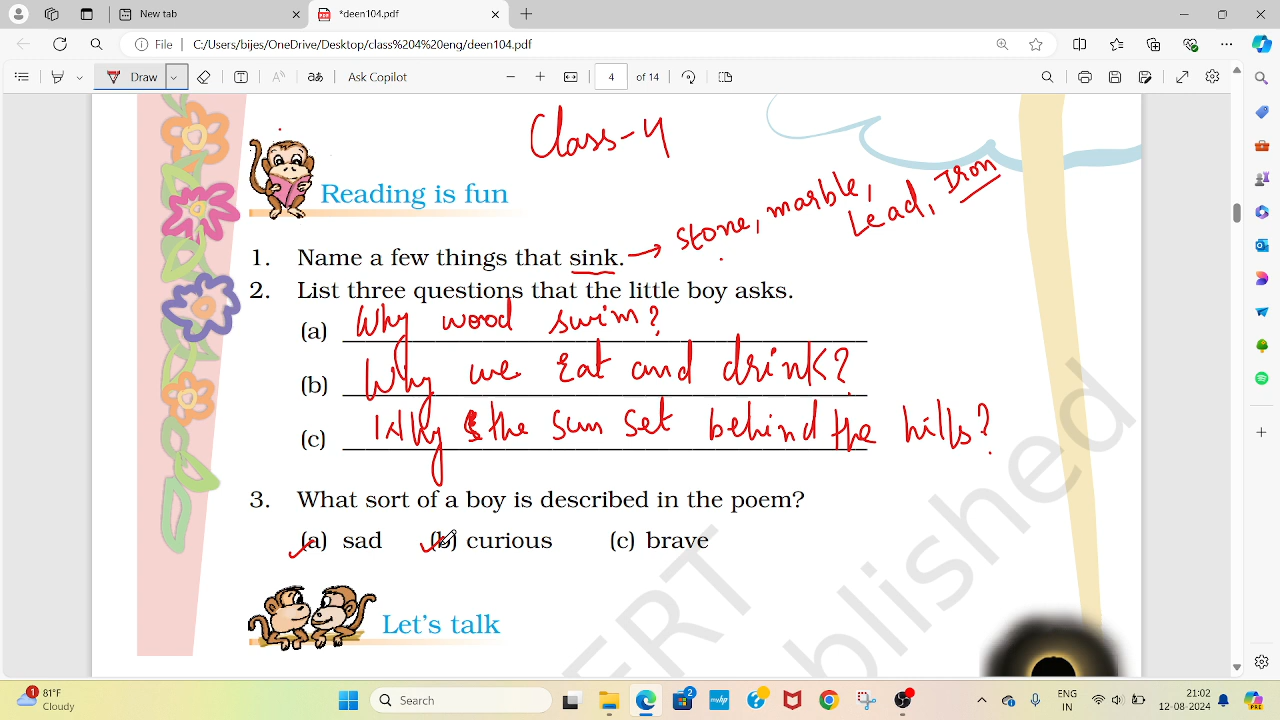 New tab
*deen104.pdf
File | C:/Users/bijes/OneDrive/Desktop/class%204%20eng/deen104.pdf
Draw
Ask Copilot
4 of 14
Class-4
Reading is fun
1. Name a few things that sink. → Stone, marble, Lead, Iron
2. List three questions that the little boy asks.
(a) Why wood swim?
(b) Why we Eat and drink?
(c) Why the sun set behind the hills?
3. What sort of a boy is described in the poem?
(a) sad (b) curious (c) brave
Let's talk
blished
ERT
1
81°F
Cloudy
Search
2
ENG
IN
21:02
12-08-2024